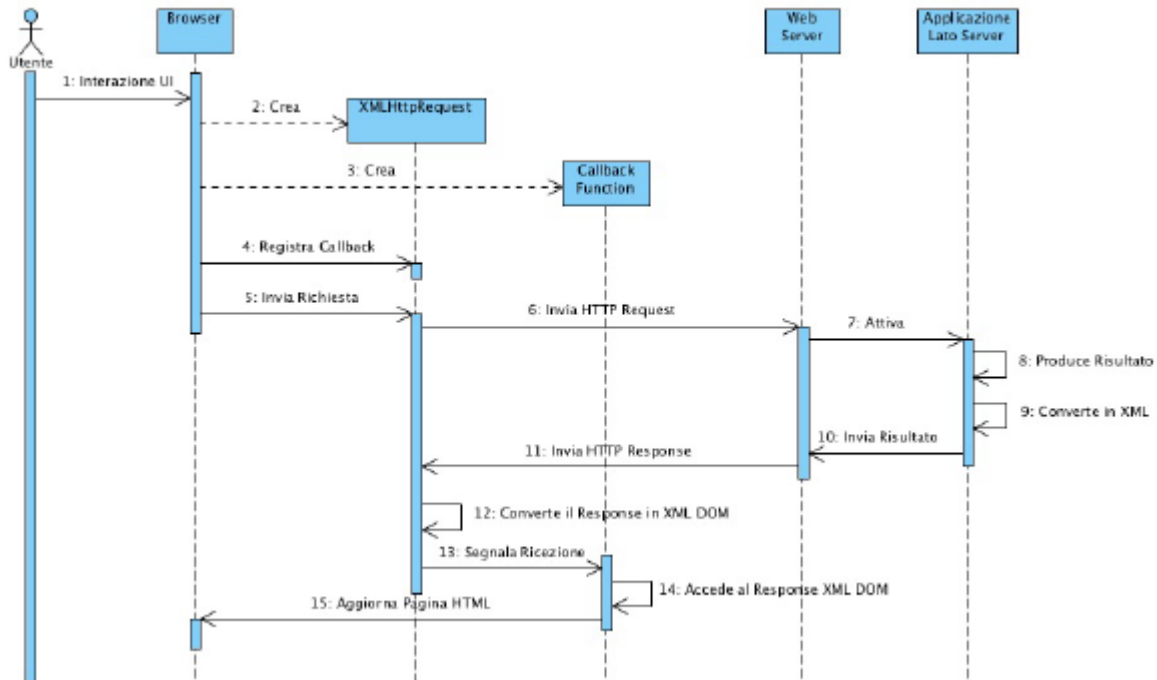 Browser
Web
Server
Applicazione
Lato Server
Utente
1: Interazione UI
2: Crea
XMLHttpRequest
3: Crea
Callback
Function
4: Registra Callback
5: Invia Richiesta
6: Invia HTTP Request
7: Attiva
8: Produce Risultato
9: Converte in XML
10: Invia Risultato
11: Invia HTTP Response
12: Converte il Response in XML DOM
13: Segnala Ricezione
14: Accede al Response XML DOM
15: Aggiorna Pagina HTML